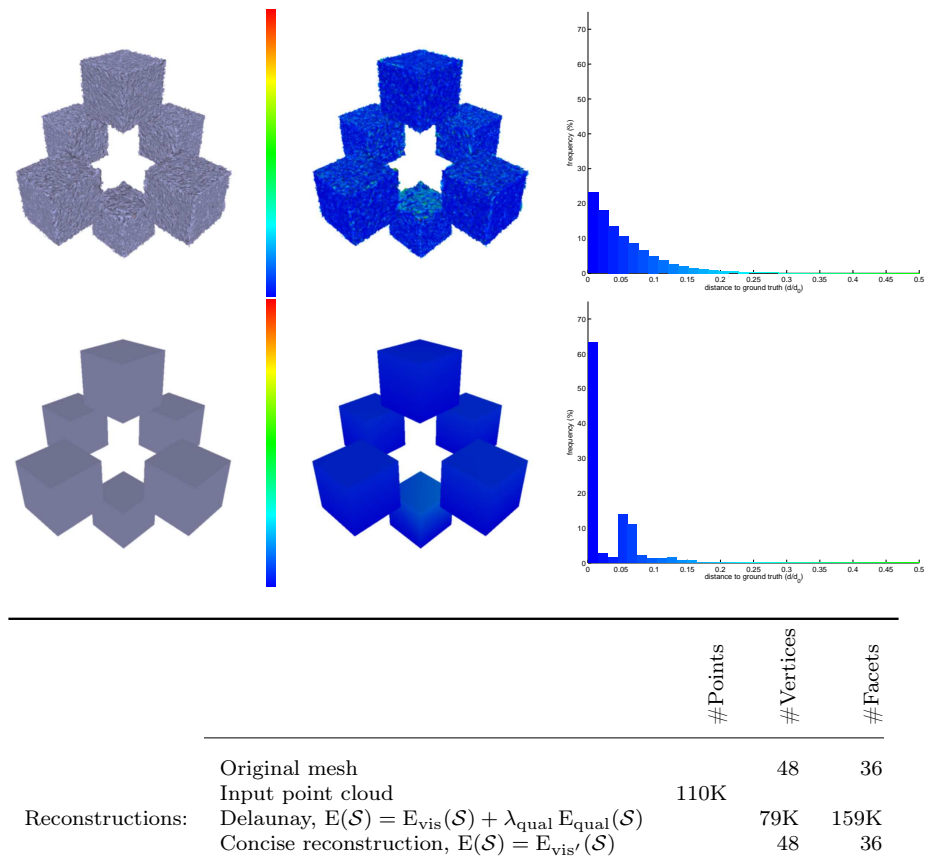 70
60
50
40
30
20
10
0
frequency (%)
0 0.05 0.1 0.15 0.2 0.25 0.3 0.35 0.4 0.45 0.5
distance to ground truth (d/d₀)
70
60
50
40
30
20
10
0
frequency (%)
0 0.05 0.1 0.15 0.2 0.25 0.3 0.35 0.4 0.45 0.5
distance to ground truth (d/d₀)
#Points #Vertices #Facets
Original mesh 48 36
Input point cloud 110K
Reconstructions: Delaunay, E(𝒮) = E_vis(𝒮) + λ_qual E_qual(𝒮) 79K 159K
Concise reconstruction, E(𝒮) = E_vis′(𝒮) 48 36